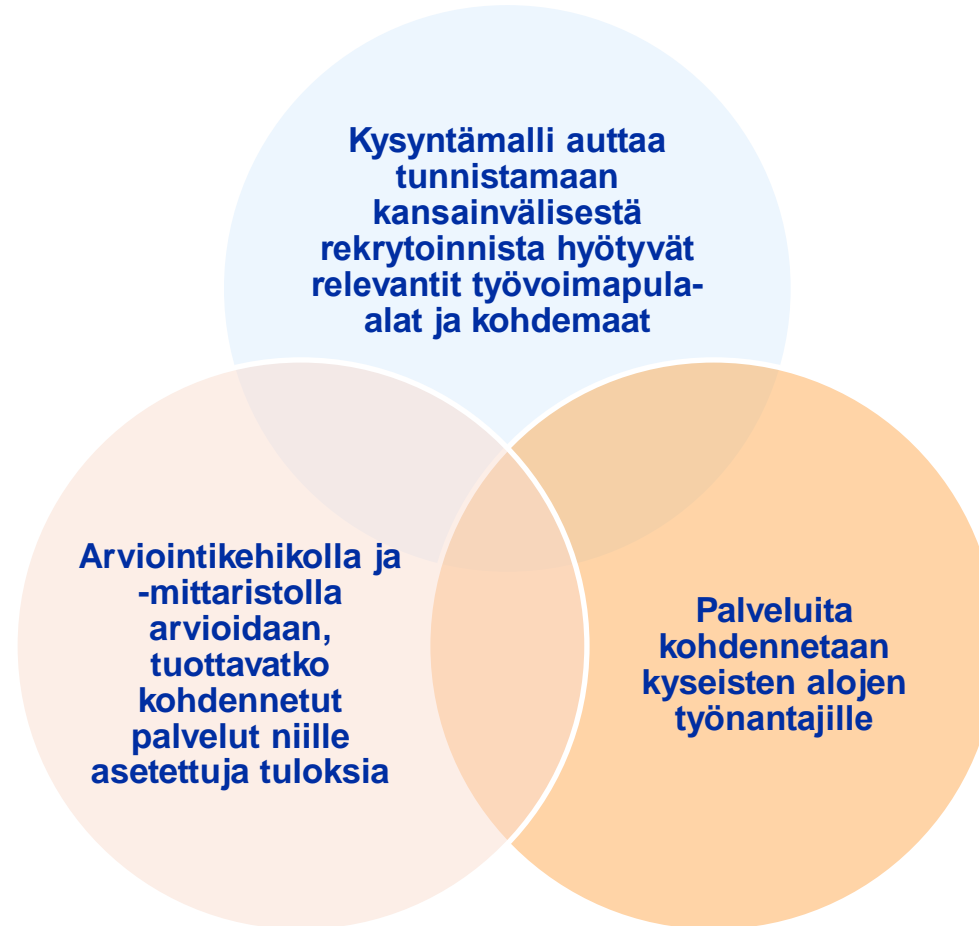 Kysyntämalli auttaa
tunnistamaan
kansainvälisestä
rekrytoinnista hyötyvät
relevantit työvoimapula-
alat ja kohdemaat
Arviointikehikolla ja
-mittaristolla
arvioidaan,
tuottavatko
kohdennetut
palvelut niille
asetettuja tuloksia
Palveluita
kohdennetaan
kyseisten alojen
työnantajille